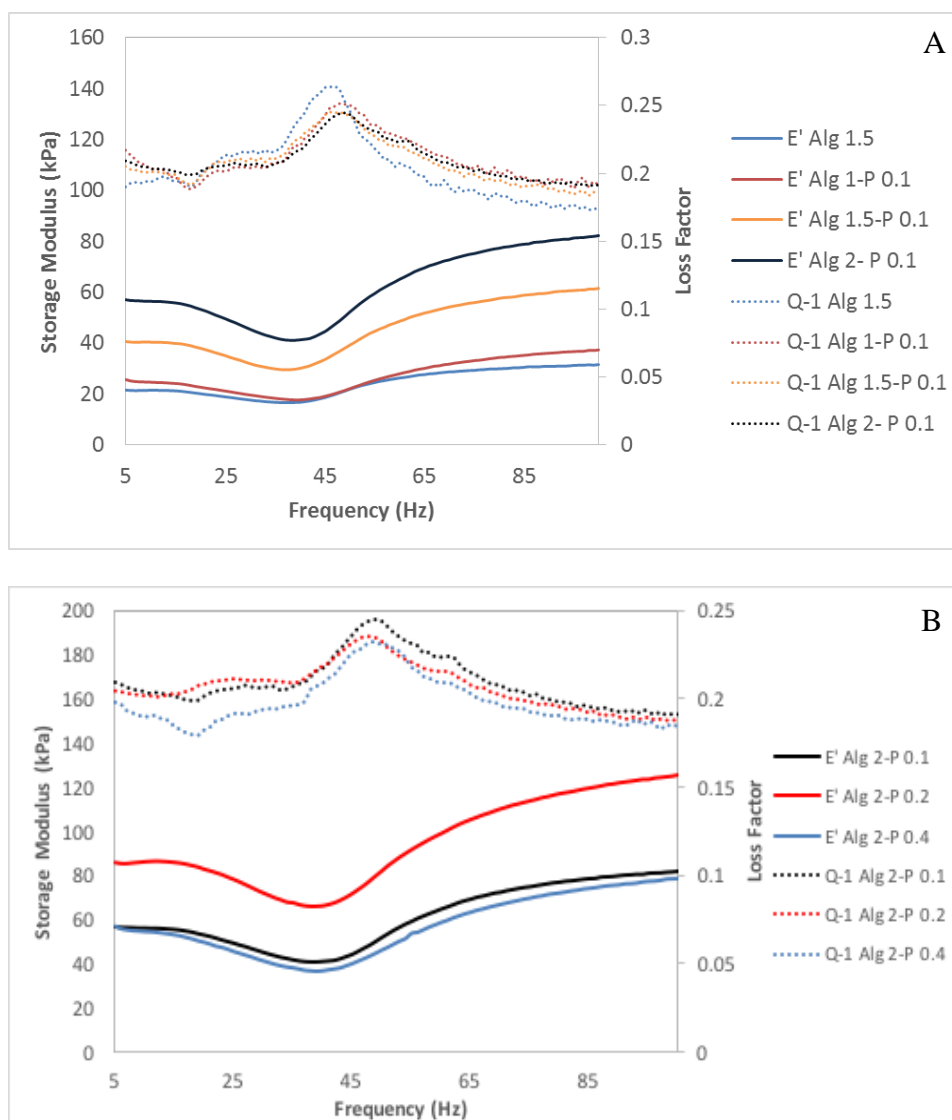 A
160
140
120
100
80
60
40
20
0
Storage Modulus (kPa)
0.3
0.25
0.2
0.15
0.1
0.05
0
Loss Factor
5 25 45 65 85
Frequency (Hz)
E' Alg 1.5
E' Alg 1-P 0.1
E' Alg 1.5-P 0.1
E' Alg 2- P 0.1
Q-1 Alg 1.5
Q-1 Alg 1-P 0.1
Q-1 Alg 1.5-P 0.1
Q-1 Alg 2- P 0.1
B
200
180
160
140
120
100
80
60
40
20
0
Storage Modulus (kPa)
0.25
0.2
0.15
0.1
0.05
0
Loss Factor
5 25 45 65 85
Frequency (Hz)
E' Alg 2-P 0.1
E' Alg 2-P 0.2
E' Alg 2-P 0.4
Q-1 Alg 2-P 0.1
Q-1 Alg 2-P 0.2
Q-1 Alg 2-P 0.4